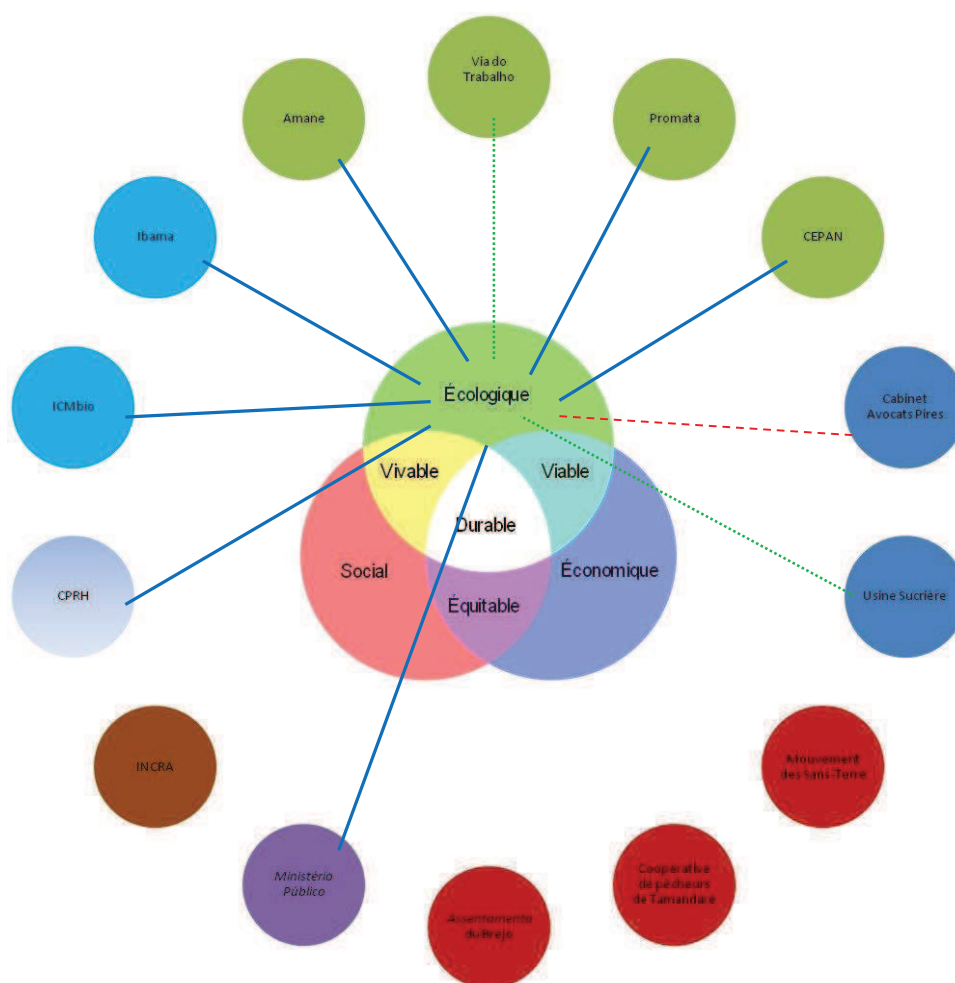 Via do
Trabalho
Amane
Promata
Ibama
CEPAN
Écologique
ICMbio
Cabinet
Avocats Pires
Vivable
Viable
Durable
Social
Économique
CPRH
Équitable
Usine Sucrière
INCRA
Mouvement
des Sans-Terre
Ministério
Público
Coopérative
de pêcheurs
de Tamandaré
Assentamento
du Brejo